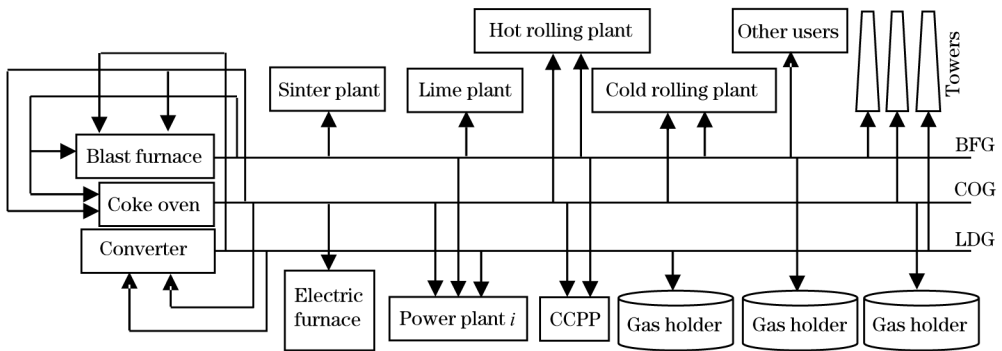 Hot rolling plant
Other users
Towers
Sinter plant
Lime plant
Cold rolling plant
Blast furnace
BFG
Coke oven
COG
Converter
LDG
Electric
furnace
Power plant i
CCPP
Gas holder
Gas holder
Gas holder